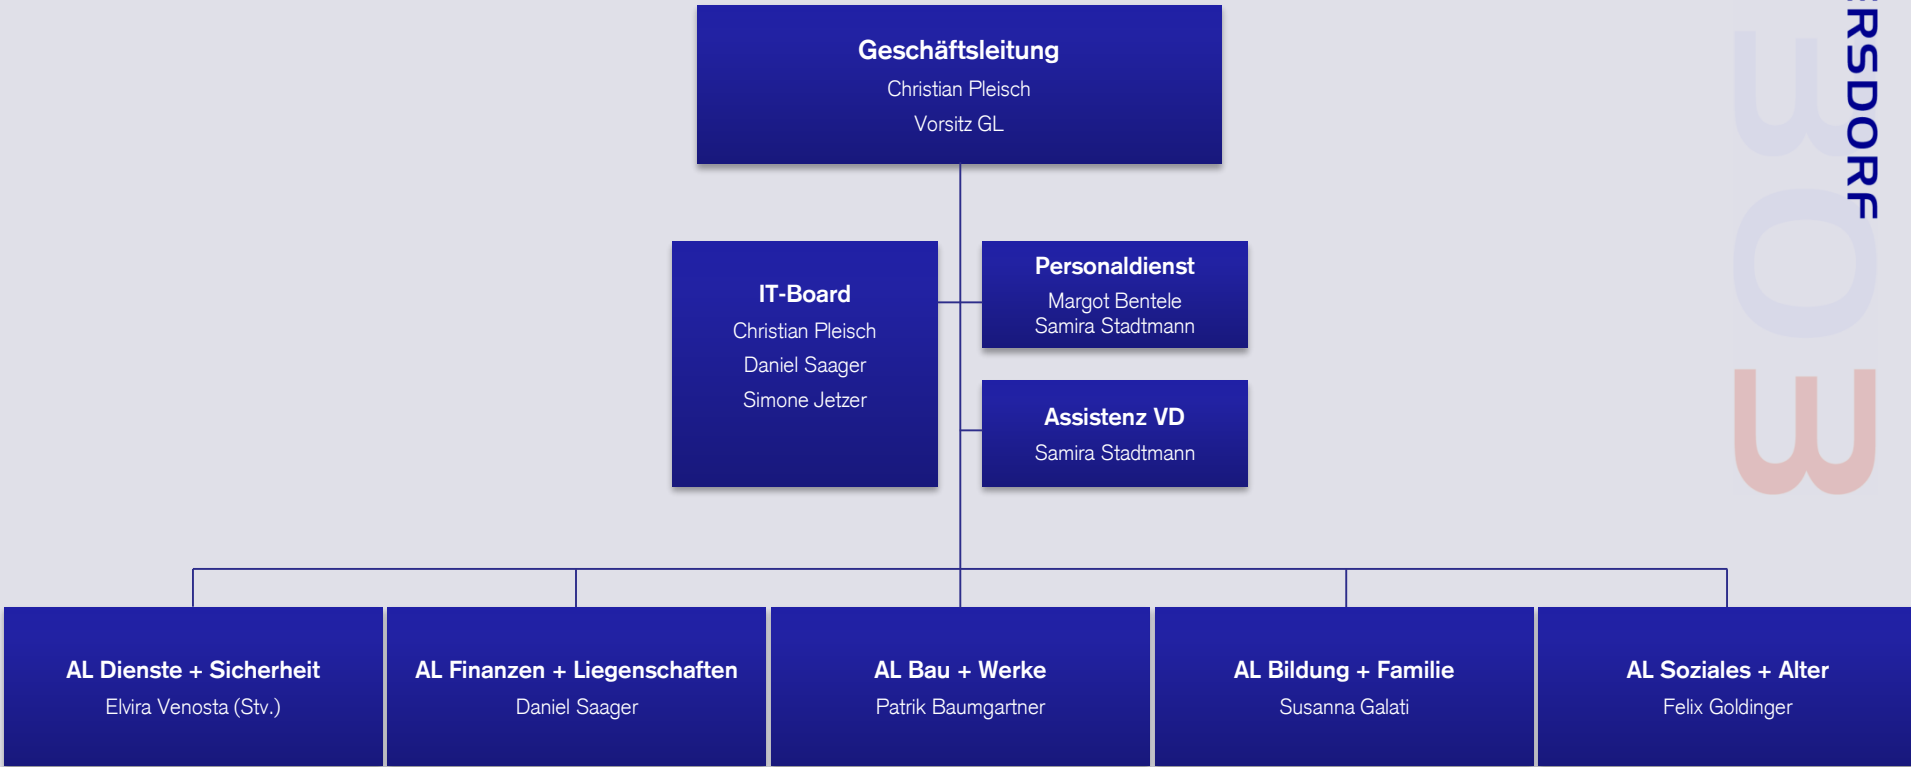 Geschäftsleitung
Christian Pleisch
Vorsitz GL
IT-Board
Christian Pleisch
Daniel Saager
Simone Jetzer
Personaldienst
Margot Bentele
Samira Stadtmann
Assistenz VD
Samira Stadtmann
AL Dienste + Sicherheit
Elvira Venosta (Stv.)
AL Finanzen + Liegenschaften
Daniel Saager
AL Bau + Werke
Patrik Baumgartner
AL Bildung + Familie
Susanna Galati
AL Soziales + Alter
Felix Goldinger